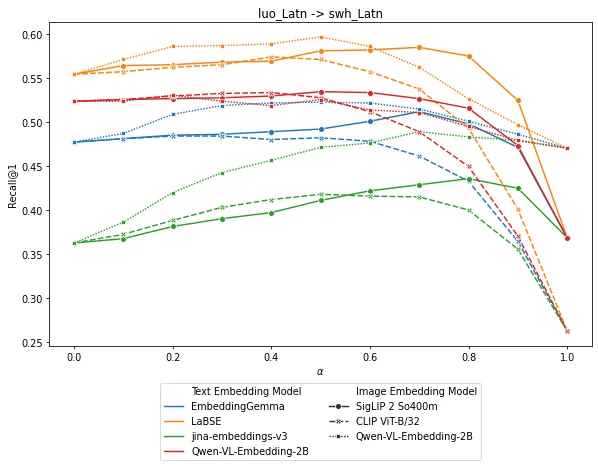 luo_Latn -> swh_Latn
Recall@1
0.60
0.55
0.50
0.45
0.40
0.35
0.30
0.25
0.0
0.2
0.4
0.6
0.8
1.0
α
Text Embedding Model
EmbeddingGemma
LaBSE
jina-embeddings-v3
Qwen-VL-Embedding-2B
Image Embedding Model
SigLIP 2 So400m
CLIP ViT-B/32
Qwen-VL-Embedding-2B